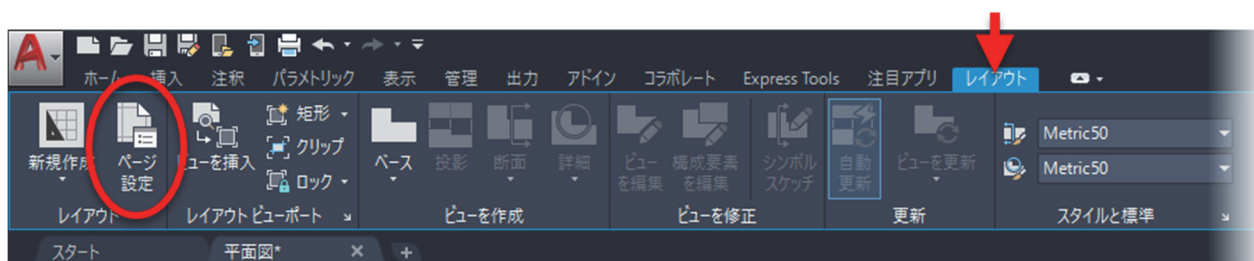 ホーム 挿入 注釈 パラメトリック 表示 管理 出力 アドイン コラボレート Express Tools 注目アプリ レイアウト
新規作成 ページ設定 ビューを挿入 矩形 クリップ ロック ベース 投影 断面 詳細 ビューを編集 構成要素を編集 シンボルスケッチ 自動更新 ビューを更新 Metric50
Metric50
レイアウト レイアウト ビューポート ビューを作成 ビューを修正 更新 スタイルと標準
スタート 平面図*